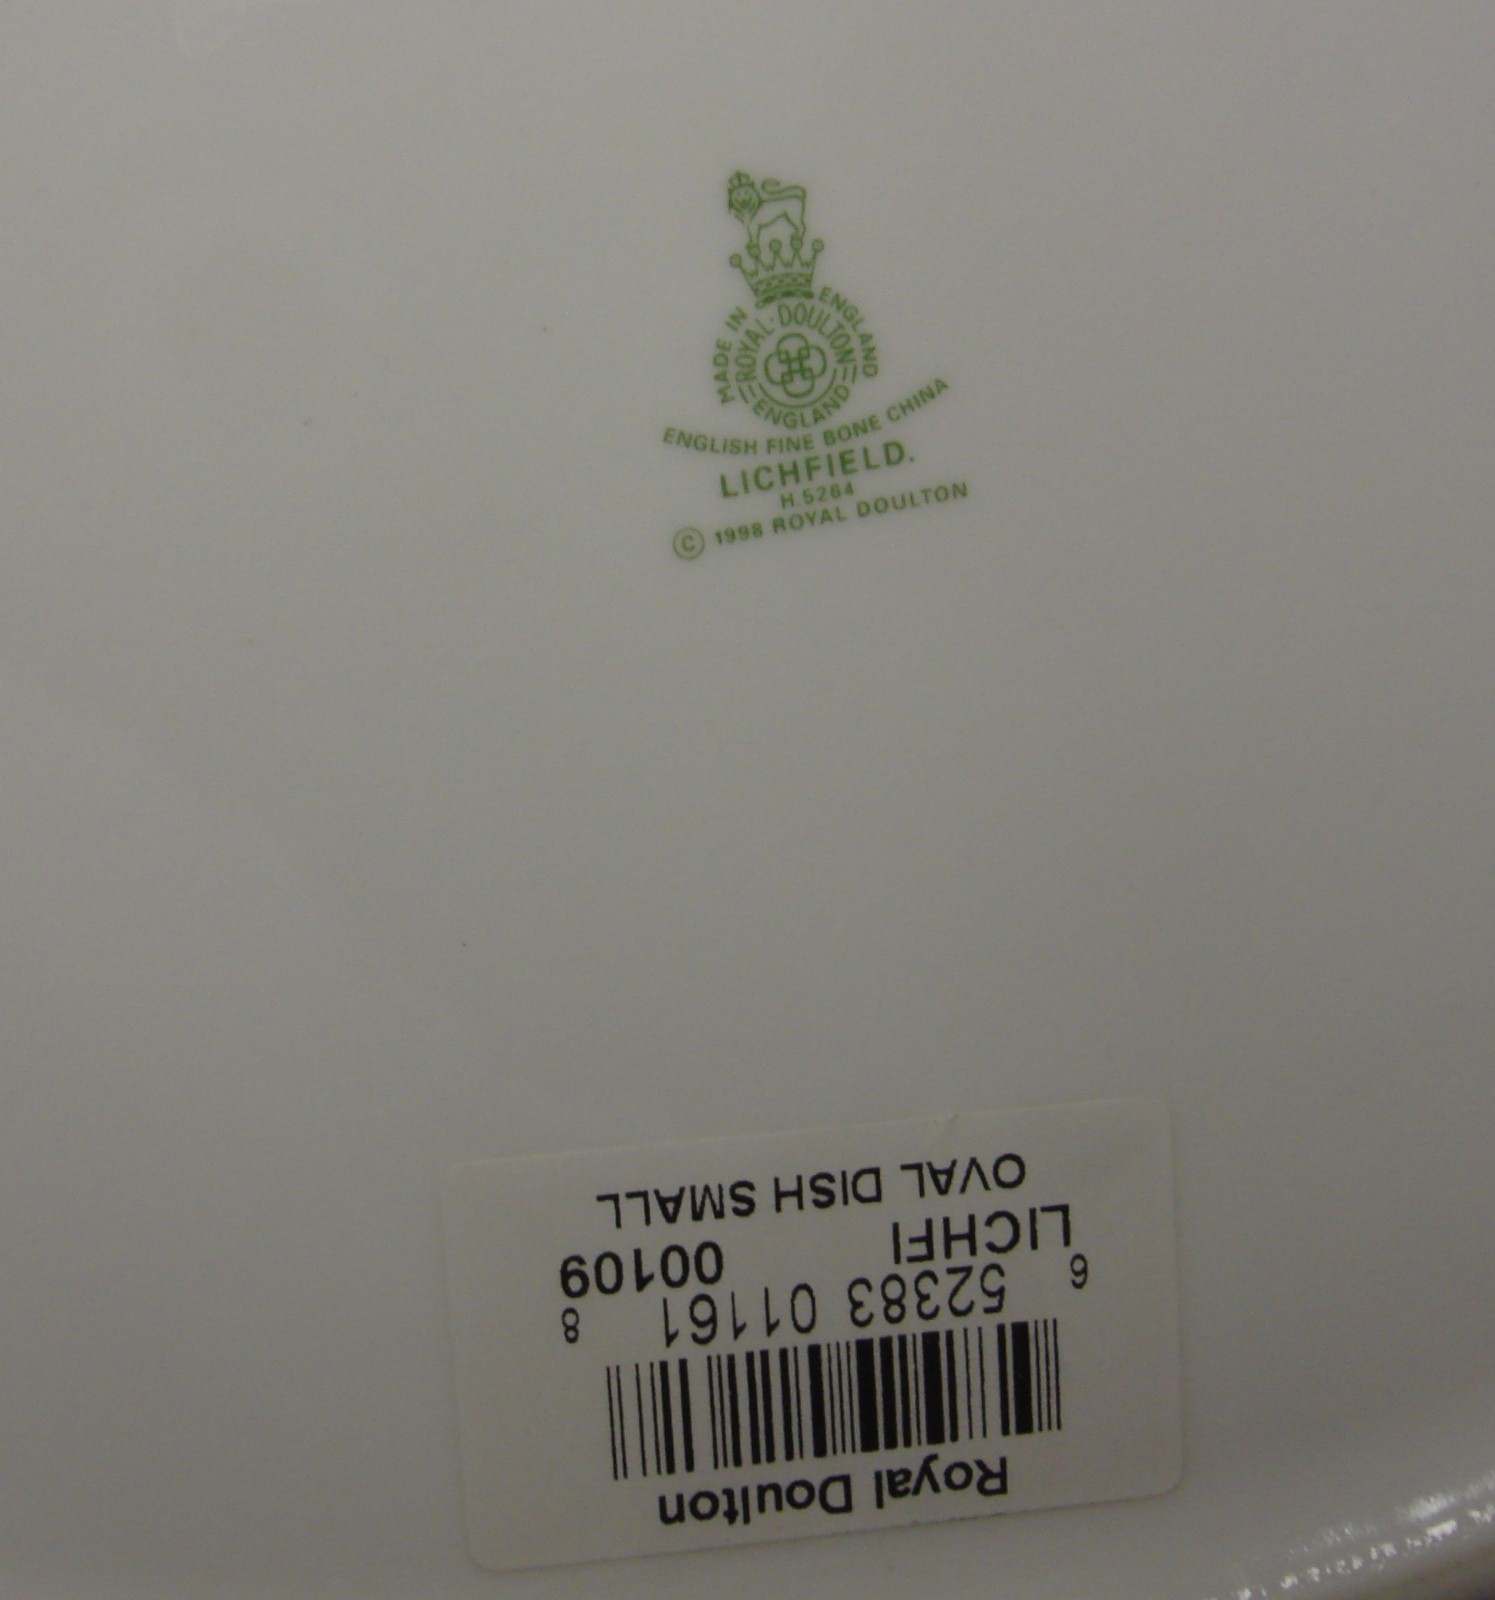 MADE IN ENGLAND
ROYAL · DOULTON
ENGLAND
ENGLISH FINE BONE CHINA
LICHFIELD.
H.5264
© 1998 ROYAL DOULTON
Royal Doulton
6 52383 01161 8
LICHFI 00109
OVAL DISH SMALL